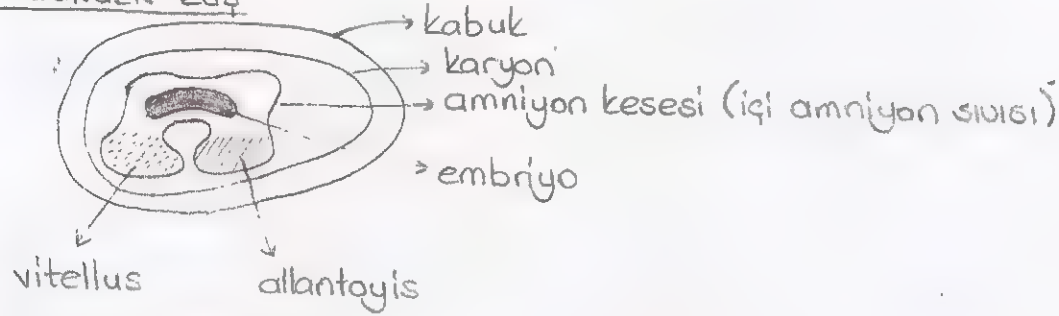 kabuk
karyon
amniyon kesesi (içi amniyon sıvısı)
embriyo
vitellus
allantoyis